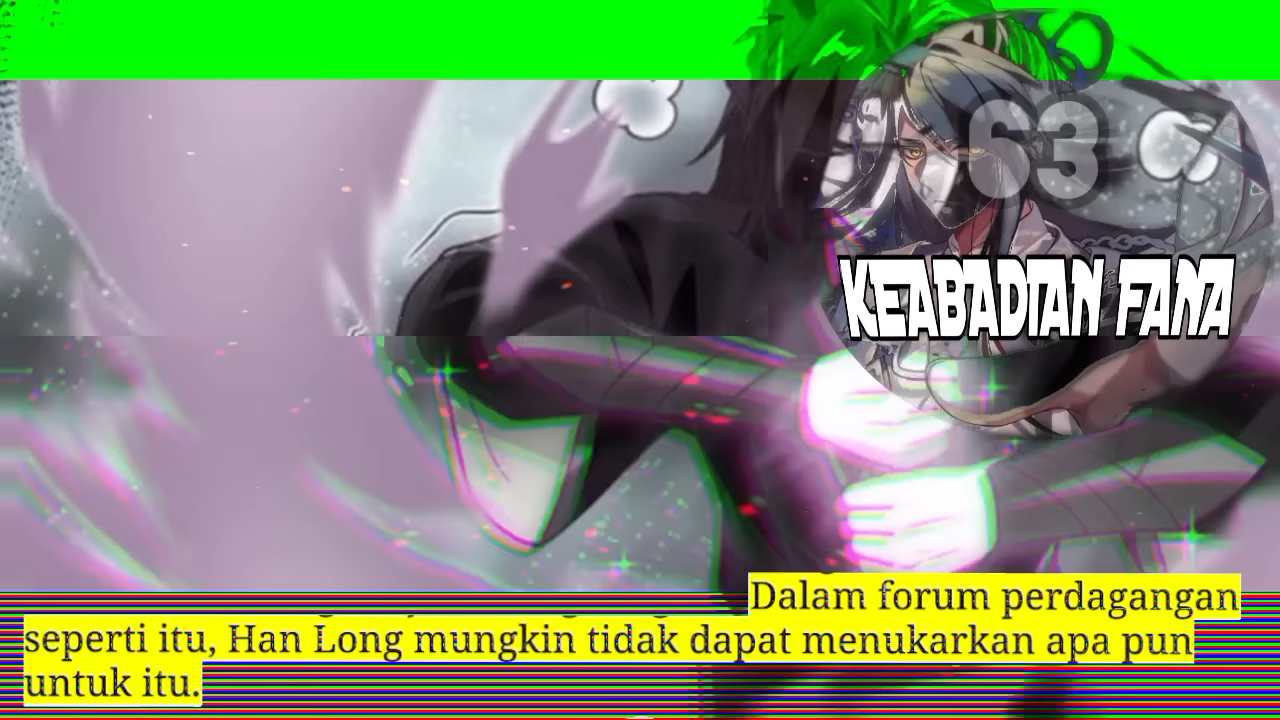 63
KEABADIAN FANA
Dalam forum perdagangan
seperti itu, Han Long mungkin tidak dapat menukarkan apa pun
untuk itu.